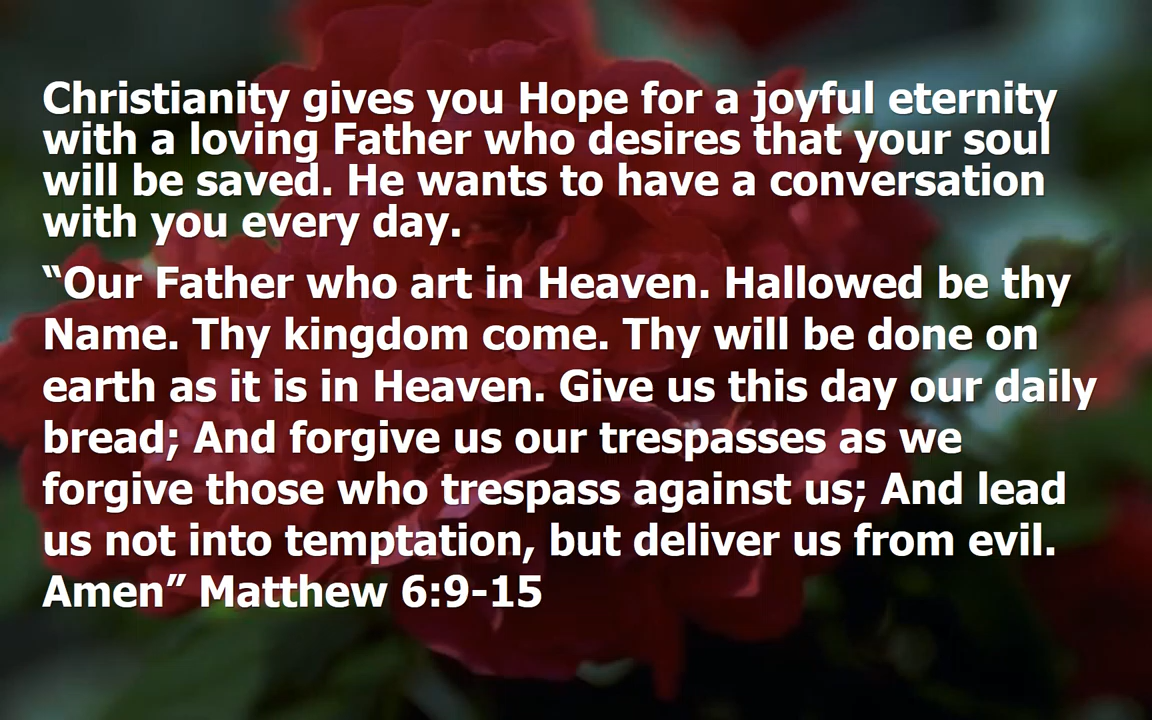 Christianity gives you Hope for a joyful eternity
with a loving Father who desires that your soul
will be saved. He wants to have a conversation
with you every day.
“Our Father who art in Heaven. Hallowed be thy
Name. Thy kingdom come. Thy will be done on
earth as it is in Heaven. Give us this day our daily
bread; And forgive us our trespasses as we
forgive those who trespass against us; And lead
us not into temptation, but deliver us from evil.
Amen” Matthew 6:9-15